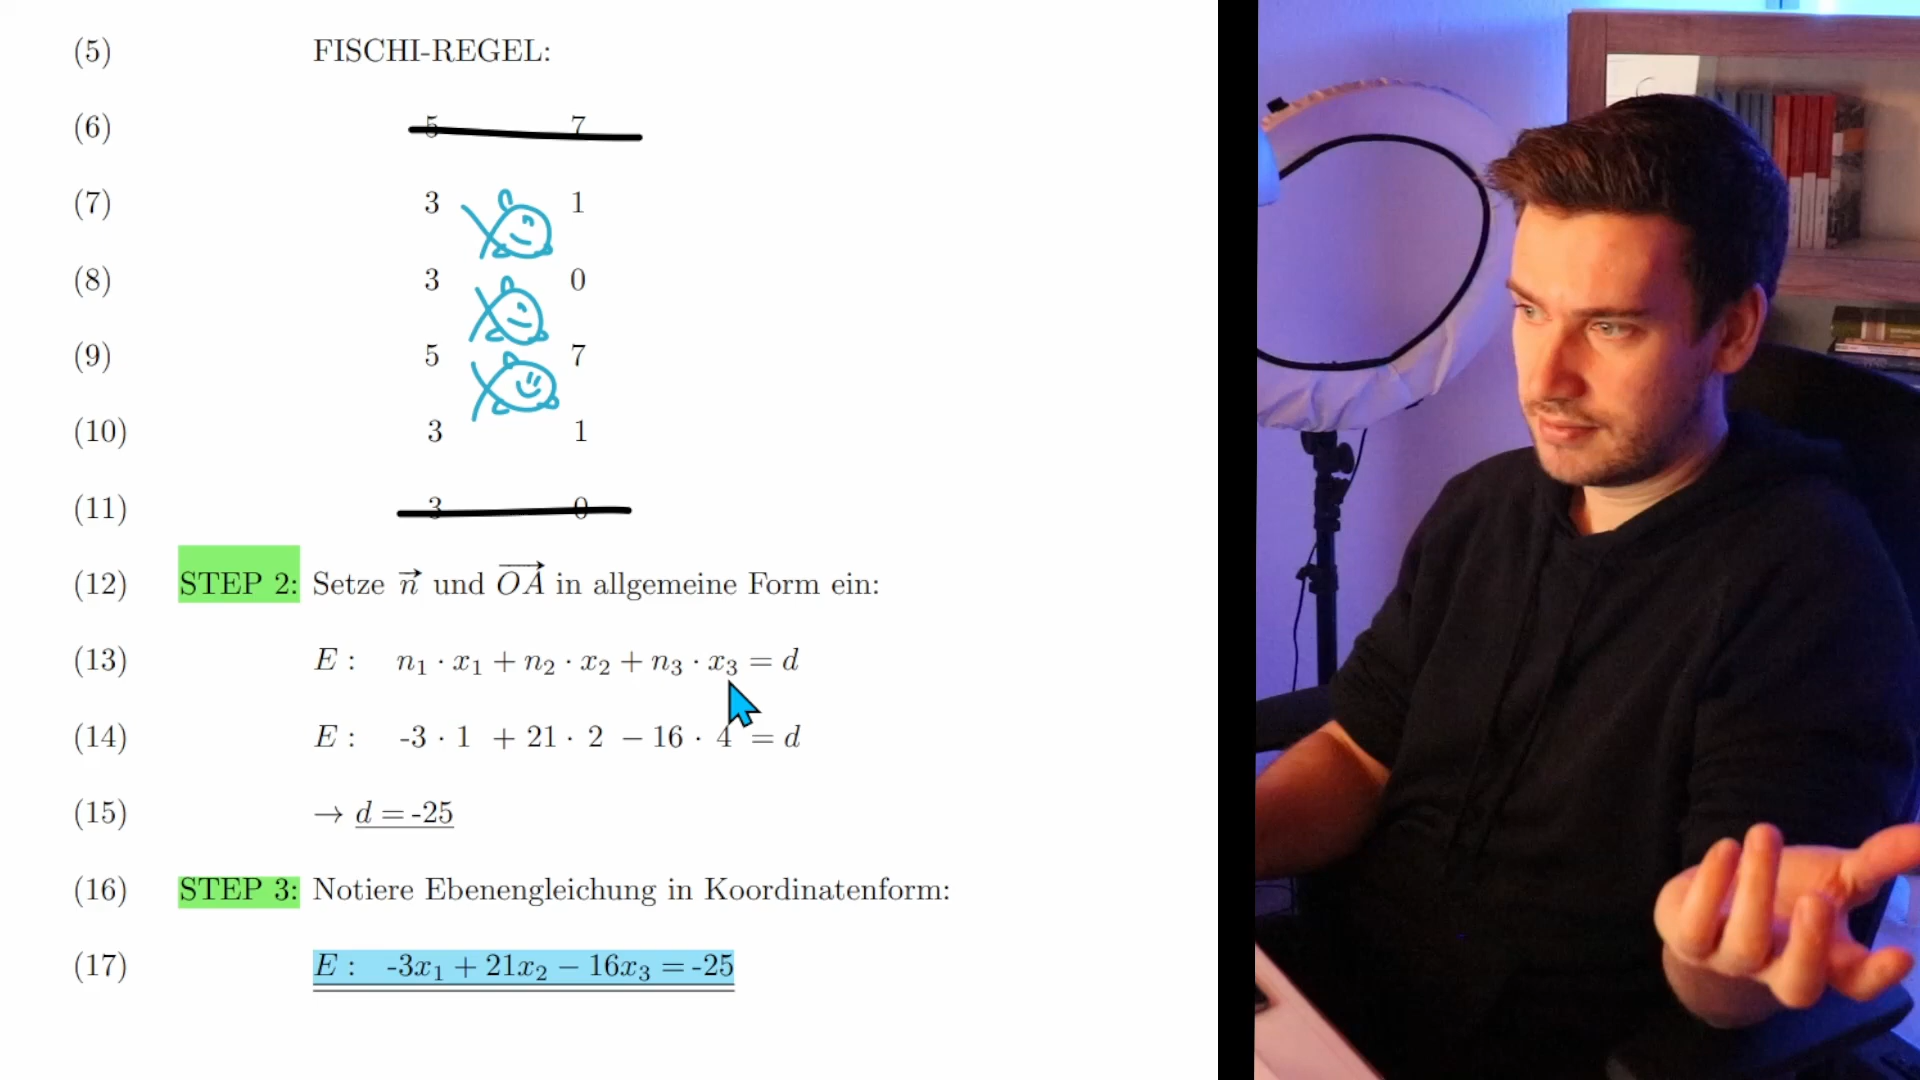 (5) FISCHI-REGEL:
(6) 5 7
(7) 3 1
(8) 3 0
(9) 5 7
(10) 3 1
(11) 3 0
(12) STEP 2: Setze n⃗ und OA⃗ in allgemeine Form ein:
(13) E : n₁ · x₁ + n₂ · x₂ + n₃ · x₃ = d
(14) E : -3 · 1 + 21 · 2 − 16 · 4 = d
(15) → d = -25
(16) STEP 3: Notiere Ebenengleichung in Koordinatenform:
(17) E : -3x₁ + 21x₂ − 16x₃ = -25